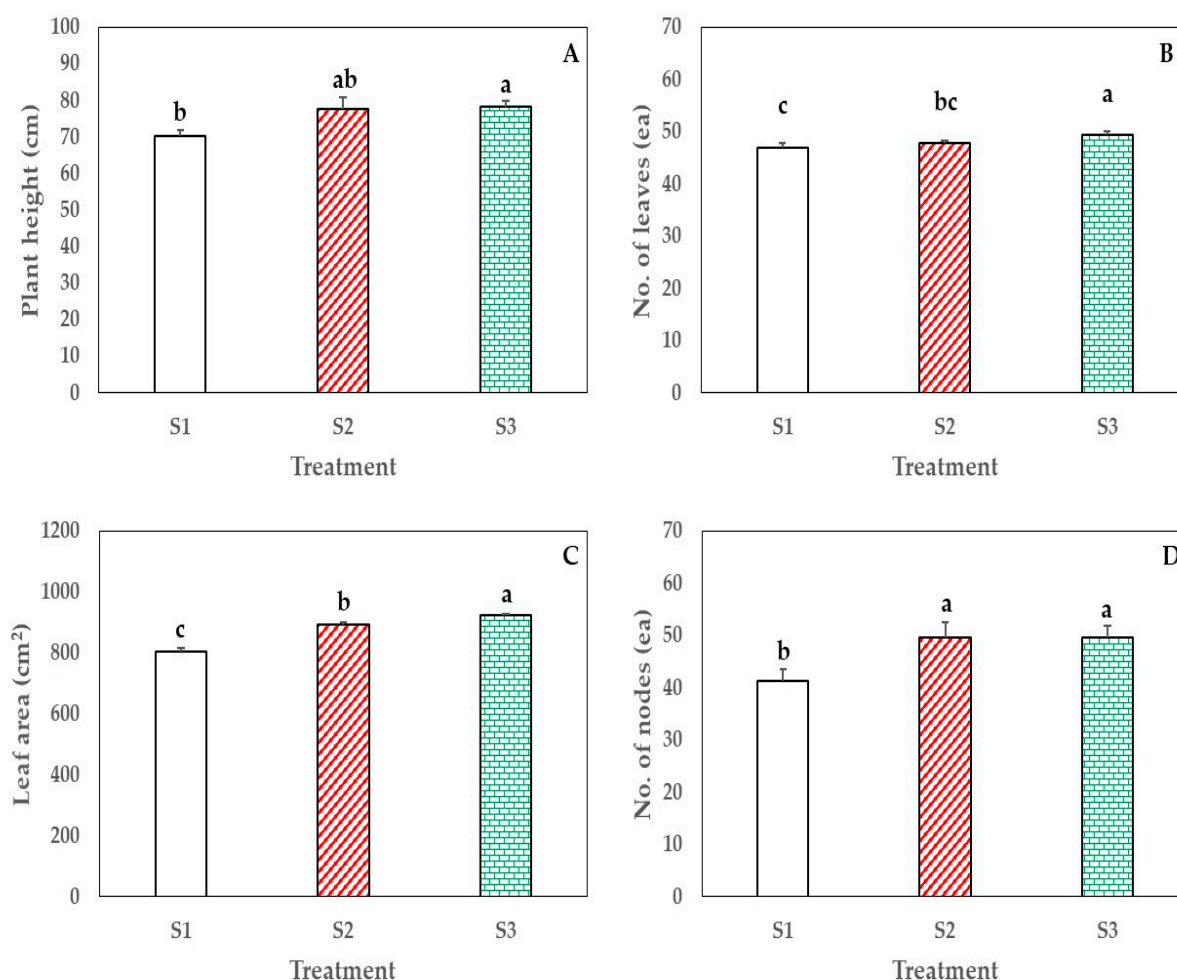 A
Plant height (cm)
100
90
80
70
60
50
40
30
20
10
0
b
ab
a
S1 S2 S3
Treatment
B
No. of leaves (ea)
70
60
50
40
30
20
10
0
c
bc
a
S1 S2 S3
Treatment
C
Leaf area (cm²)
1200
1000
800
600
400
200
0
c
b
a
S1 S2 S3
Treatment
D
No. of nodes (ea)
70
60
50
40
30
20
10
0
b
a
a
S1 S2 S3
Treatment